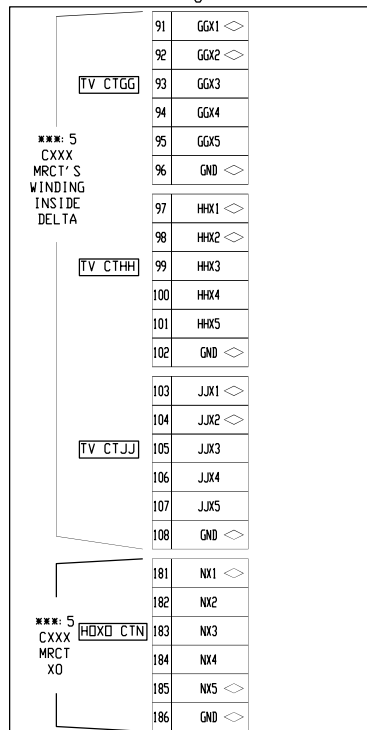 91 GGX1
92 GGX2
TV CTGG 93 GGX3
94 GGX4
95 GGX5
96 GND
***: 5
CXXX
MRCT'S
WINDING
INSIDE
DELTA
97 HHX1
98 HHX2
TV CTHH 99 HHX3
100 HHX4
101 HHX5
102 GND
103 JJX1
104 JJX2
TV CTJJ 105 JJX3
106 JJX4
107 JJX5
108 GND
181 NX1
182 NX2
***: 5
CXXX
MRCT
XO
HOXO CTN 183 NX3
184 NX4
185 NX5
186 GND